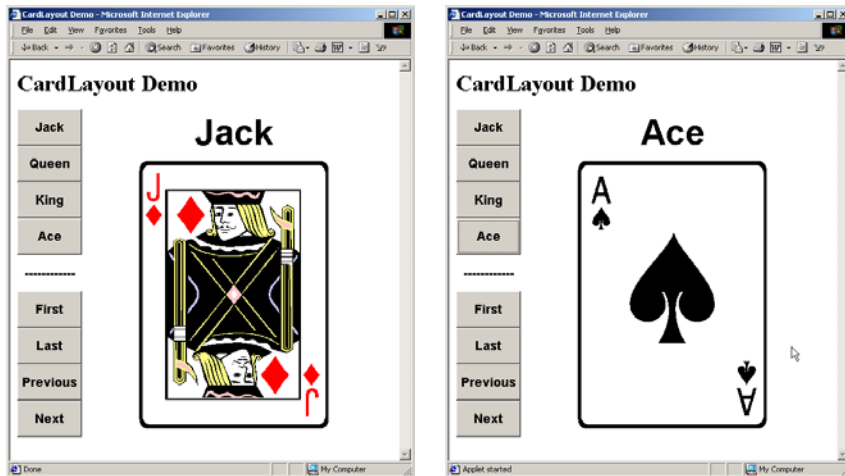 CardLayout Demo - Microsoft Internet Explorer
File Edit View Favorites Tools Help
Back Search Favorites History
CardLayout Demo
Jack
Queen
King
Ace
------------
First
Last
Previous
Next
Jack
J
J
Done My Computer
CardLayout Demo - Microsoft Internet Explorer
File Edit View Favorites Tools Help
Back Search Favorites History
CardLayout Demo
Jack
Queen
King
Ace
------------
First
Last
Previous
Next
Ace
A
A
Applet started My Computer